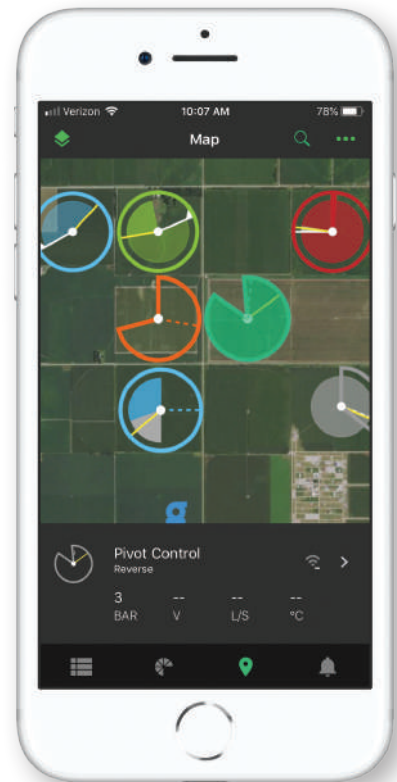 Verizon 10:07 AM 78%
Map
Pivot Control
Reverse
3 -- -- --
BAR V L/S °C